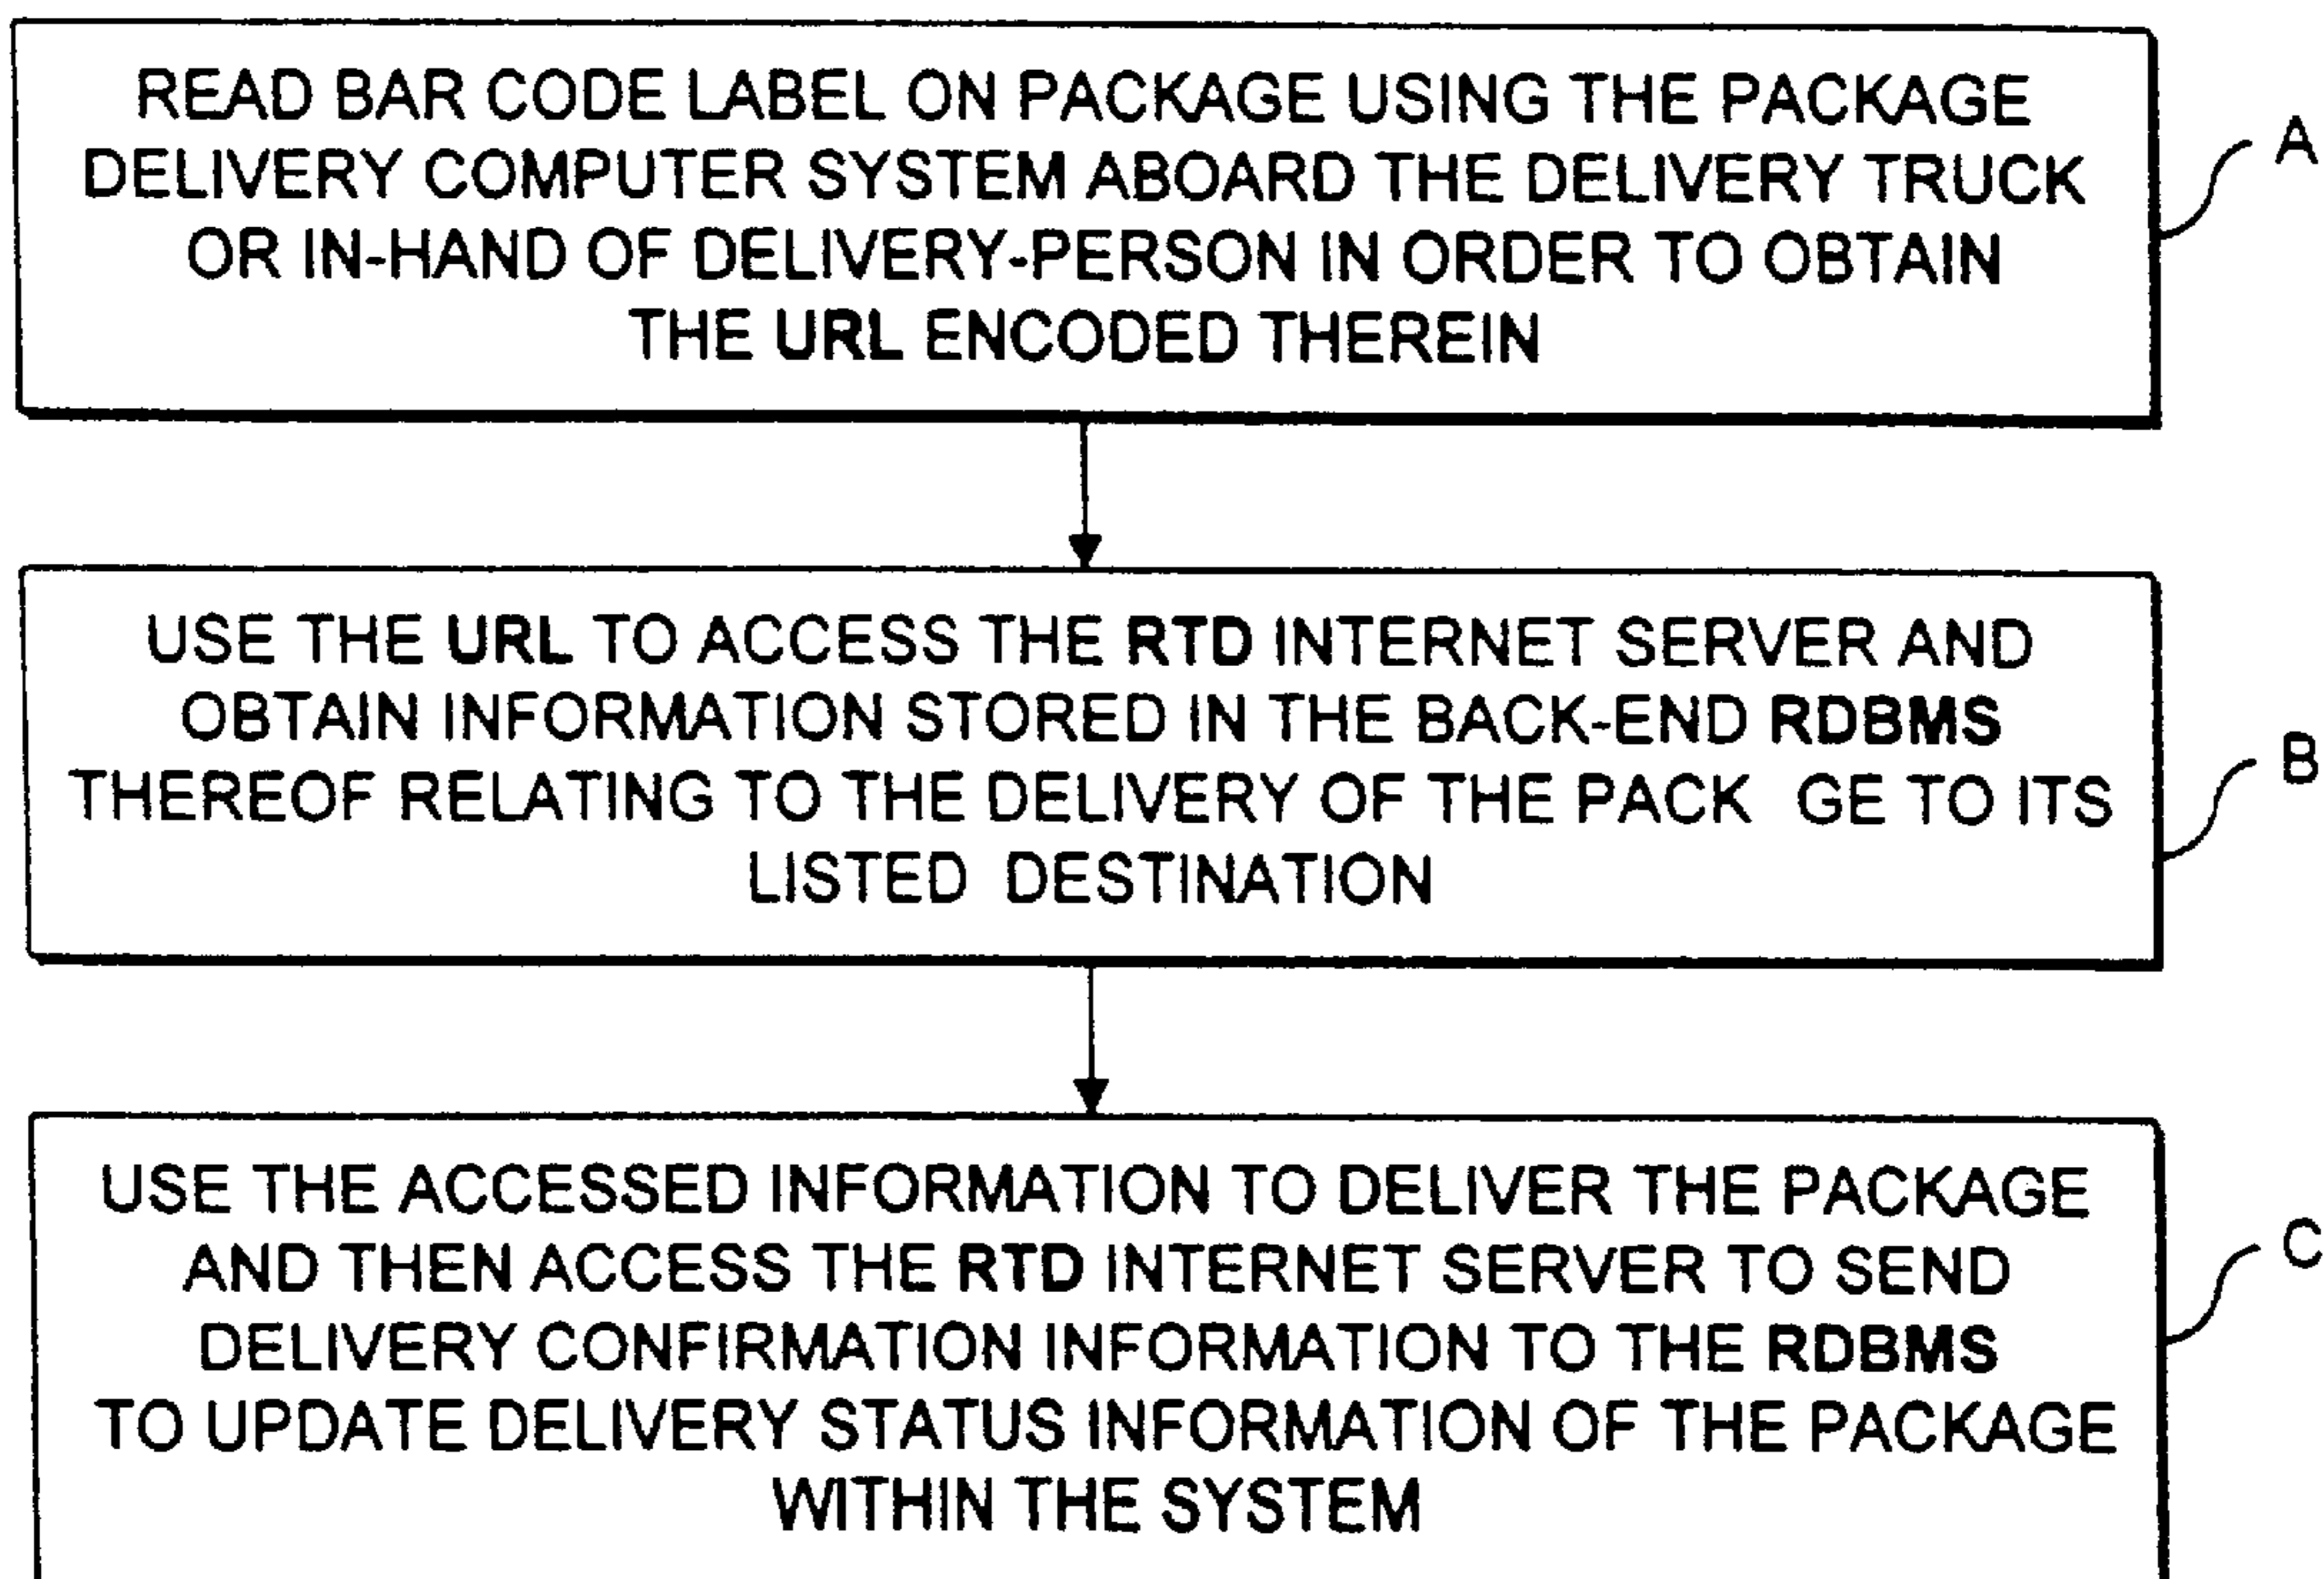 READ BAR CODE LABEL ON PACKAGE USING THE PACKAGE
DELIVERY COMPUTER SYSTEM ABOARD THE DELIVERY TRUCK
OR IN-HAND OF DELIVERY-PERSON IN ORDER TO OBTAIN
THE URL ENCODED THEREIN
A
USE THE URL TO ACCESS THE RTD INTERNET SERVER AND
OBTAIN INFORMATION STORED IN THE BACK-END RDBMS
THEREOF RELATING TO THE DELIVERY OF THE PACK GE TO ITS
LISTED DESTINATION
B
USE THE ACCESSED INFORMATION TO DELIVER THE PACKAGE
AND THEN ACCESS THE RTD INTERNET SERVER TO SEND
DELIVERY CONFIRMATION INFORMATION TO THE RDBMS
TO UPDATE DELIVERY STATUS INFORMATION OF THE PACKAGE
WITHIN THE SYSTEM
C